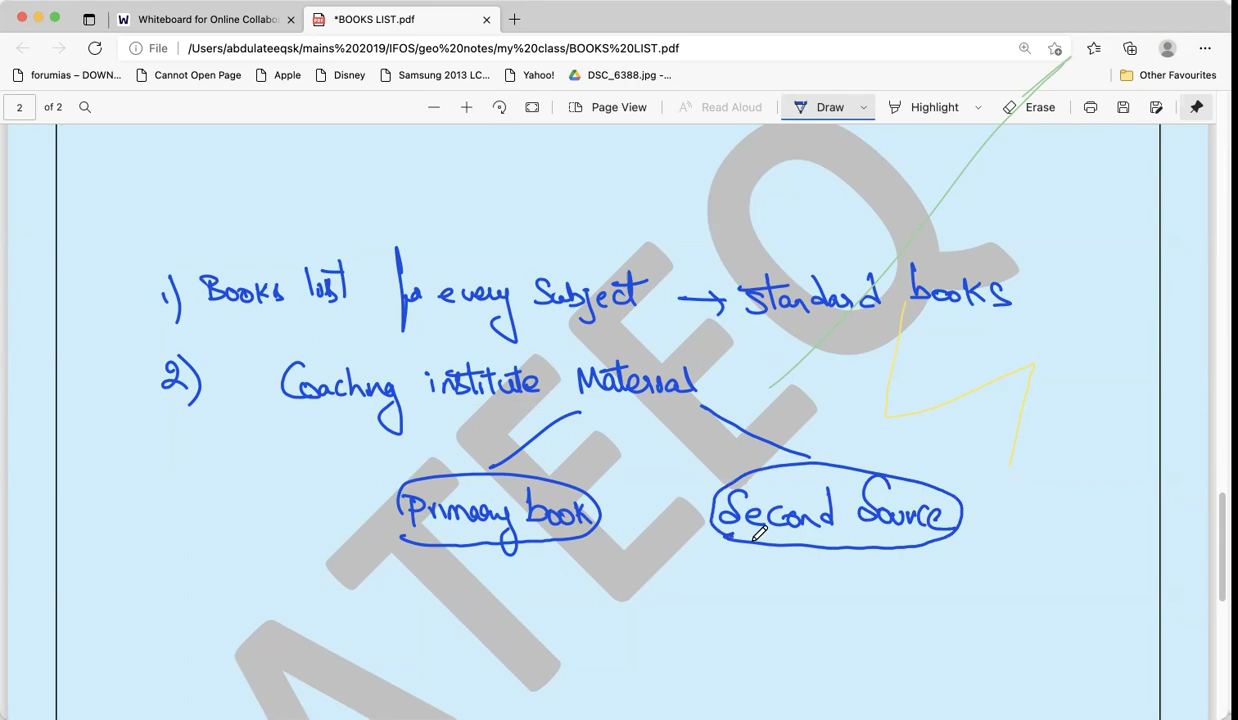 Whiteboard for Online Collabo
*BOOKS LIST.pdf
File /Users/abdulateeqsk/mains%202019/IFOS/geo%20notes/my%20class/BOOKS%20LIST.pdf
forumias – DOWN... Cannot Open Page Apple Disney Samsung 2013 LC... Yahoo! DSC_6388.jpg -... Other Favourites
2 of 2 Page View Read Aloud Draw Highlight Erase
1) Books list for every Subject → standard books
2) Coaching institute Material
Primary book Second Source
ATEEQ